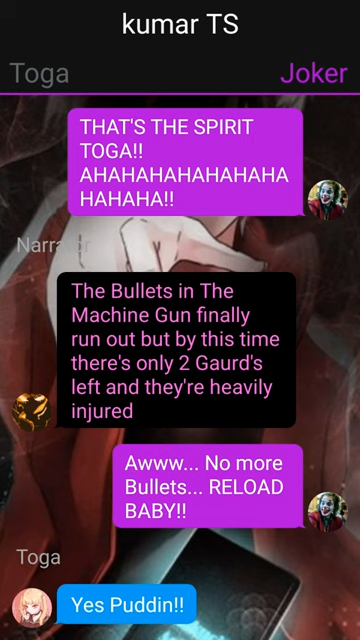 kumar TS
Toga
Joker
THAT'S THE SPIRIT
TOGA!!
AHAHAHAHAHAHAHA
HAHAHA!!
Narrator
The Bullets in The
Machine Gun finally
run out but by this time
there's only 2 Gaurd's
left and they're heavily
injured
Awww... No more
Bullets... RELOAD
BABY!!
Toga
Yes Puddin!!